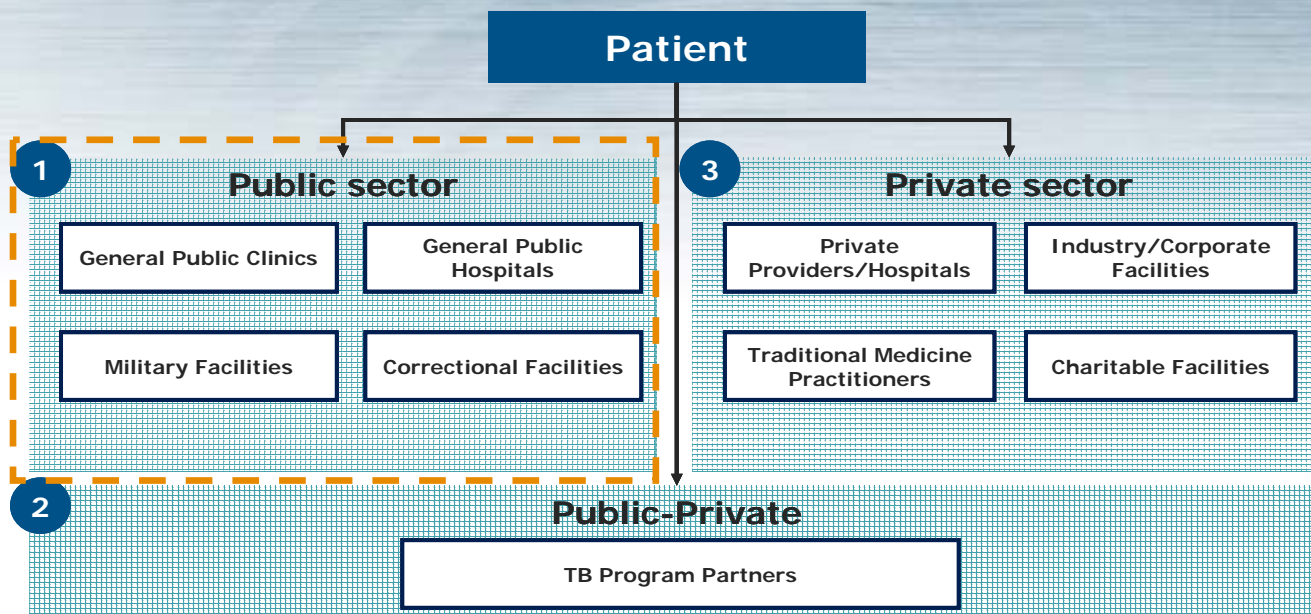 Patient
1
Public sector
General Public Clinics
General Public
Hospitals
Military Facilities
Correctional Facilities
3
Private sector
Private
Providers/Hospitals
Industry/Corporate
Facilities
Traditional Medicine
Practitioners
Charitable Facilities
2
Public-Private
TB Program Partners